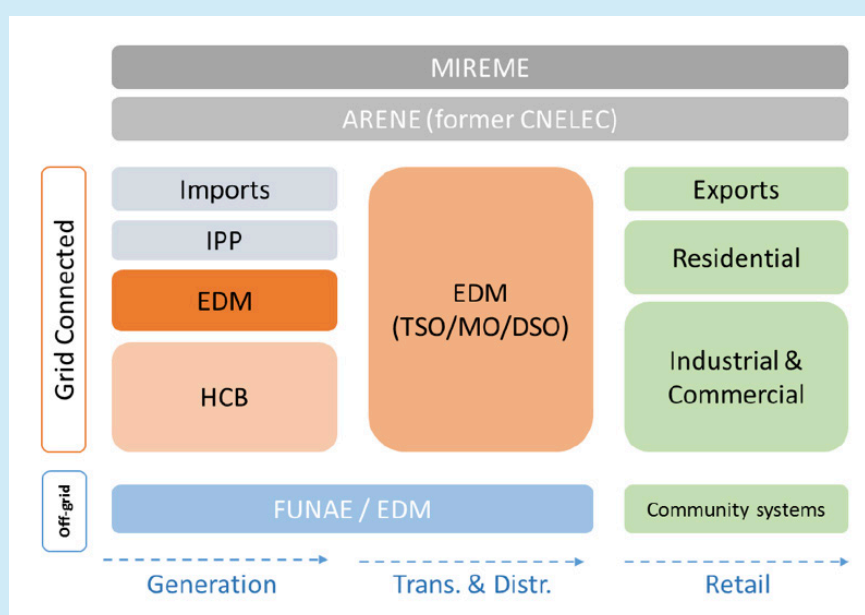 MIREME
ARENE (former CNELEC)
Grid Connected
Imports
IPP
EDM
HCB
EDM
(TSO/MO/DSO)
Exports
Residential
Industrial &
Commercial
Off-grid
FUNAE / EDM
Community systems
Generation
Trans. & Distr.
Retail